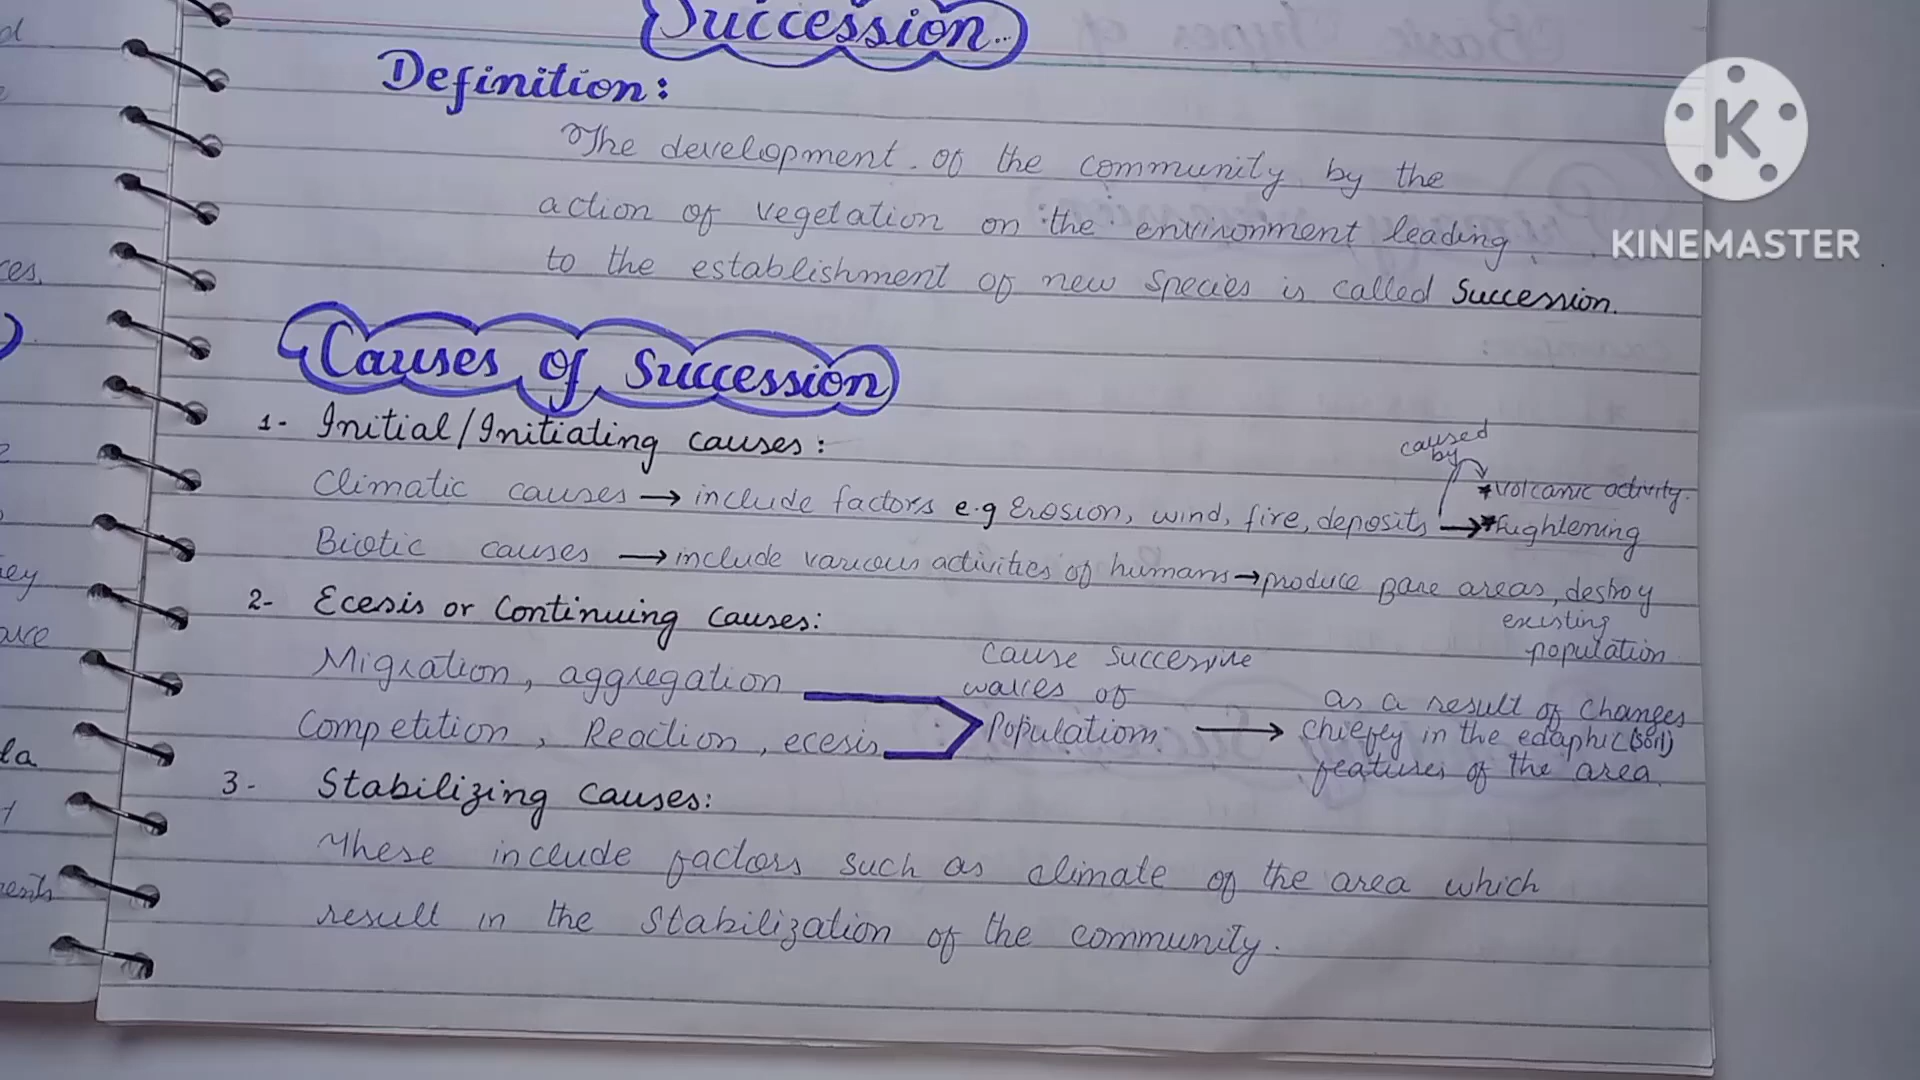 Succession..
Definition:
The development of the community by the
action of vegetation on the environment leading
to the establishment of new species is called Succession.
KINEMASTER
Causes of Succession
1- Initial/Initiating causes:
Climatic causes → include factors e.g Erosion, wind, fire, deposits → caused by
*volcanic activity.
Biotic causes → include various activities of humans → produce bare areas, destroy
existing
population
2- Ecesis or Continuing causes:
Migration, aggregation
Competition, Reaction, ecesis
cause successive
waves of
Populations → as a result of changes
chiefly in the edaphic (soil)
features of the area.
3- Stabilizing causes:
These include factors such as climate of the area which
result in the stabilization of the community.